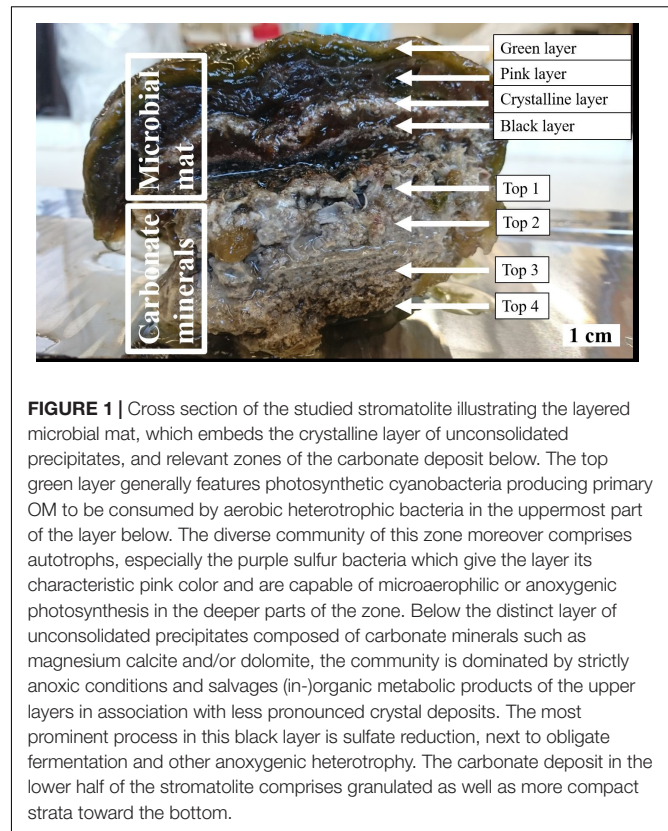 Microbial
mat
Carbonate
minerals
Green layer
Pink layer
Crystalline layer
Black layer
Top 1
Top 2
Top 3
Top 4
1 cm
FIGURE 1 | Cross section of the studied stromatolite illustrating the layered
microbial mat, which embeds the crystalline layer of unconsolidated
precipitates, and relevant zones of the carbonate deposit below. The top
green layer generally features photosynthetic cyanobacteria producing primary
OM to be consumed by aerobic heterotrophic bacteria in the uppermost part
of the layer below. The diverse community of this zone moreover comprises
autotrophs, especially the purple sulfur bacteria which give the layer its
characteristic pink color and are capable of microaerophilic or anoxygenic
photosynthesis in the deeper parts of the zone. Below the distinct layer of
unconsolidated precipitates composed of carbonate minerals such as
magnesium calcite and/or dolomite, the community is dominated by strictly
anoxic conditions and salvages (in-)organic metabolic products of the upper
layers in association with less pronounced crystal deposits. The most
prominent process in this black layer is sulfate reduction, next to obligate
fermentation and other anoxygenic heterotrophy. The carbonate deposit in the
lower half of the stromatolite comprises granulated as well as more compact
strata toward the bottom.